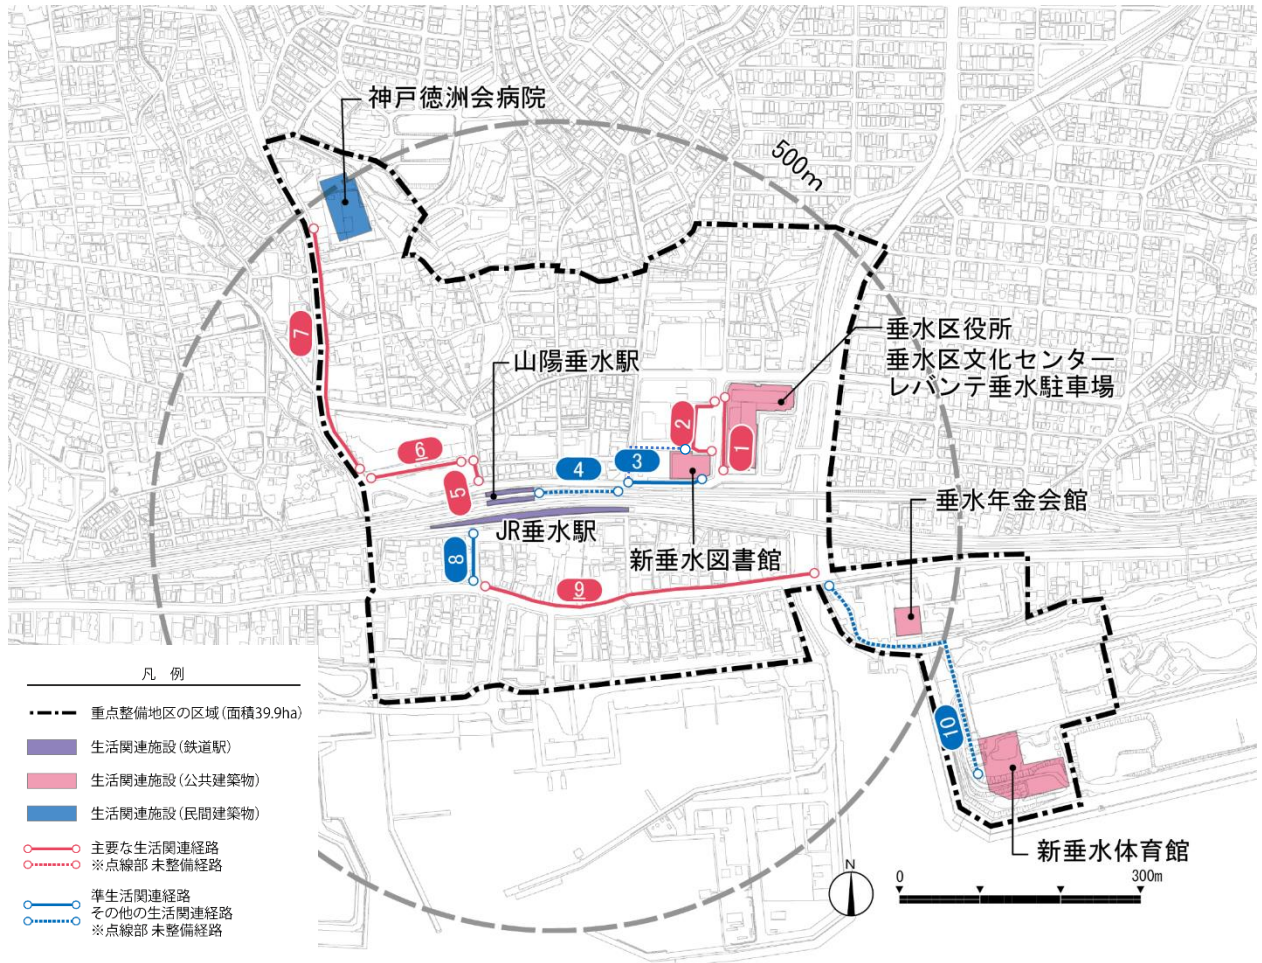 神戸徳洲会病院
500m
垂水区役所
垂水区文化センター
レバンテ垂水駐車場
山陽垂水駅
7
2
1
6
3
4
5
垂水年金会館
JR垂水駅
新垂水図書館
8
9
10
新垂水体育館
N
0
300m
凡 例
重点整備地区の区域(面積39.9ha)
生活関連施設(鉄道駅)
生活関連施設(公共建築物)
生活関連施設(民間建築物)
主要な生活関連経路
※点線部 未整備経路
準生活関連経路
その他の生活関連経路
※点線部 未整備経路